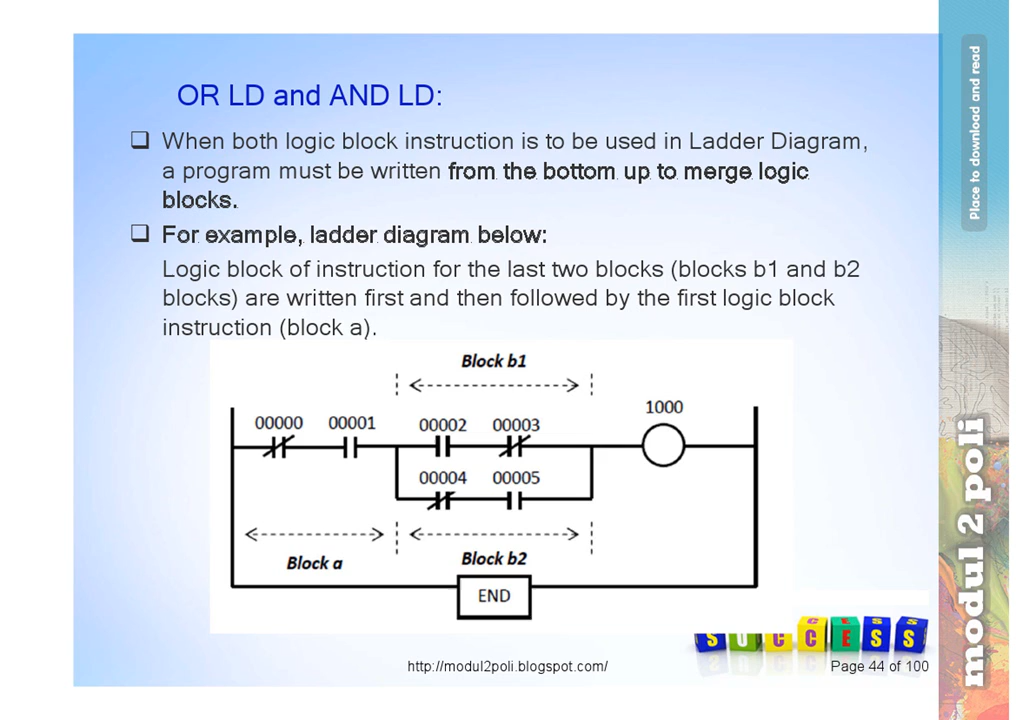 OR LD and AND LD:
❑ When both logic block instruction is to be used in Ladder Diagram,
a program must be written from the bottom up to merge logic
blocks.
❑ For example, ladder diagram below:
Logic block of instruction for the last two blocks (blocks b1 and b2
blocks) are written first and then followed by the first logic block
instruction (block a).
Block b1
1000
00000 00001 00002 00003
00004 00005
Block a
Block b2
END
SUCCESS
http://modul2poli.blogspot.com/
Page 44 of 100
Place to download and read
modul 2 poli